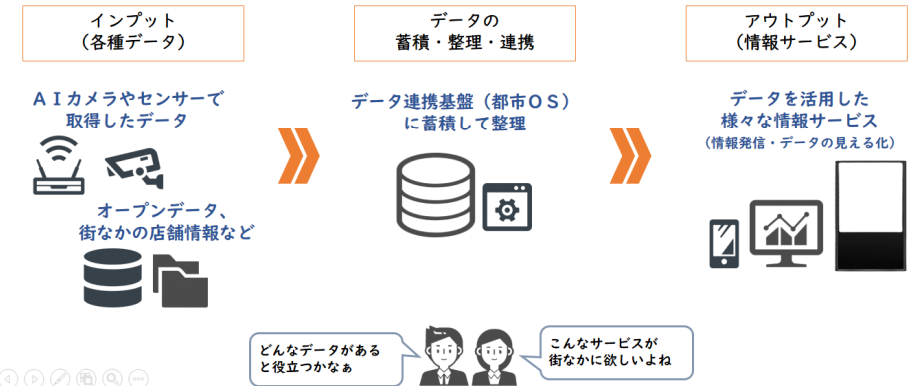 インプット
（各種データ）
データの
蓄積・整理・連携
アウトプット
（情報サービス）
ＡＩカメラやセンサーで
取得したデータ
オープンデータ、
街なかの店舗情報など
データ連携基盤（都市ＯＳ）
に蓄積して整理
データを活用した
様々な情報サービス
（情報発信・データの見える化）
どんなデータがある
と役立つかなぁ
こんなサービスが
街なかに欲しいよね